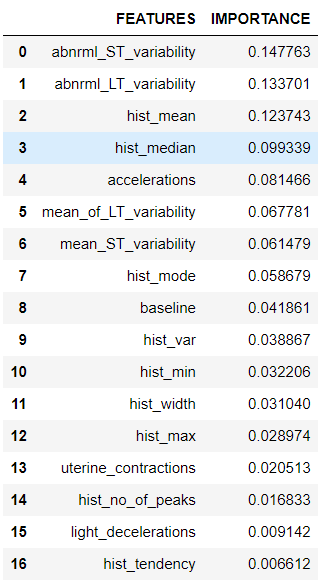 FEATURES IMPORTANCE
0 abnrml_ST_variability 0.147763
1 abnrml_LT_variability 0.133701
2 hist_mean 0.123743
3 hist_median 0.099339
4 accelerations 0.081466
5 mean_of_LT_variability 0.067781
6 mean_ST_variability 0.061479
7 hist_mode 0.058679
8 baseline 0.041861
9 hist_var 0.038867
10 hist_min 0.032206
11 hist_width 0.031040
12 hist_max 0.028974
13 uterine_contractions 0.020513
14 hist_no_of_peaks 0.016833
15 light_decelerations 0.009142
16 hist_tendency 0.006612